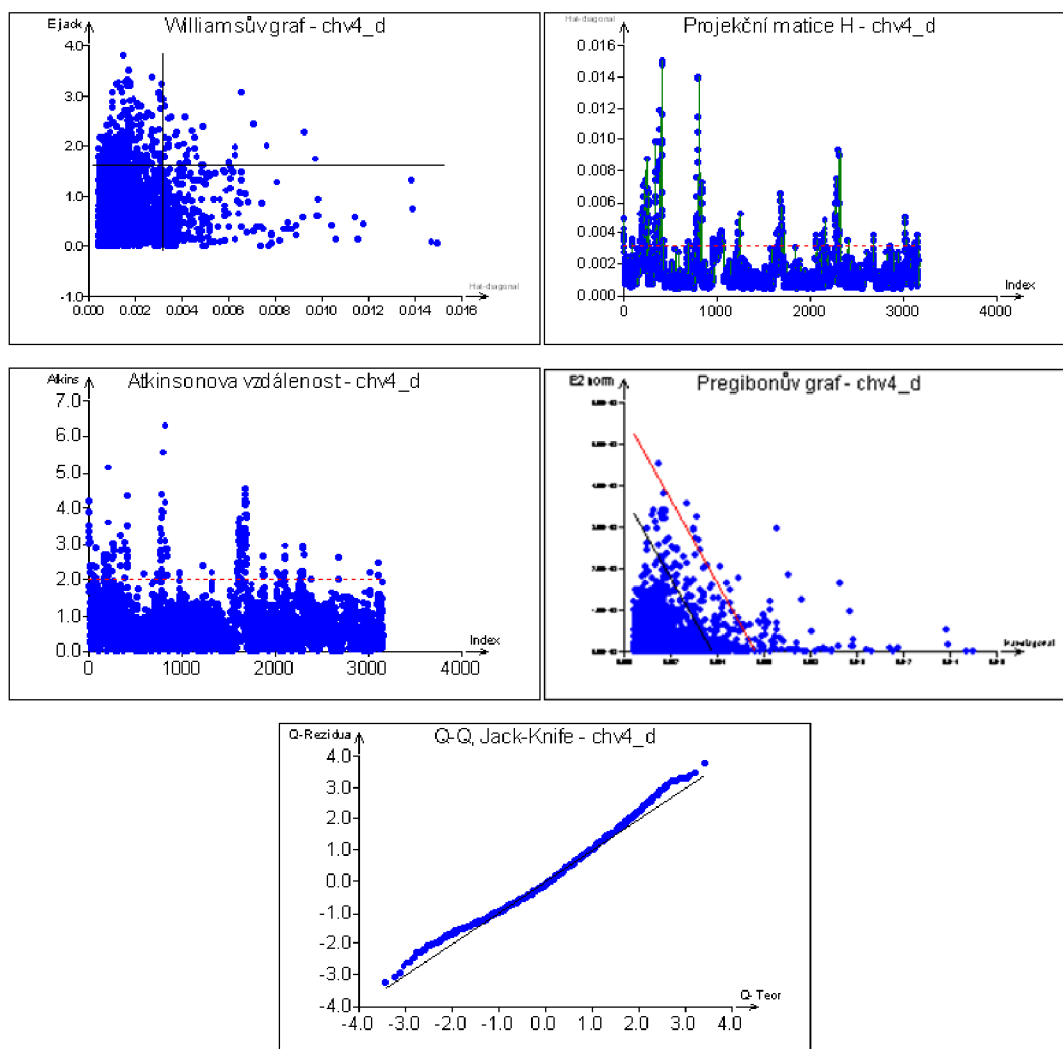 Williamsův graf - chv4_d
Ejack
4.0
3.0
2.0
1.0
0.0
-1.0
0.000 0.002 0.004 0.006 0.008 0.010 0.012 0.014 0.016
Hat-diagonal
Projekční matice H - chv4_d
Hat-diagonal
0.016
0.014
0.012
0.010
0.008
0.006
0.004
0.002
0.000
0 1000 2000 3000 4000
Index
Atkinsonova vzdálenost - chv4_d
Atkins
7.0
6.0
5.0
4.0
3.0
2.0
1.0
0.0
0 1000 2000 3000 4000
Index
Pregibonův graf - chv4_d
E2 norm
Q-Q, Jack-Knife - chv4_d
Q-Rezidua
4.0
3.0
2.0
1.0
0.0
-1.0
-2.0
-3.0
-4.0
-4.0 -3.0 -2.0 -1.0 0.0 1.0 2.0 3.0 4.0
Q-Teor